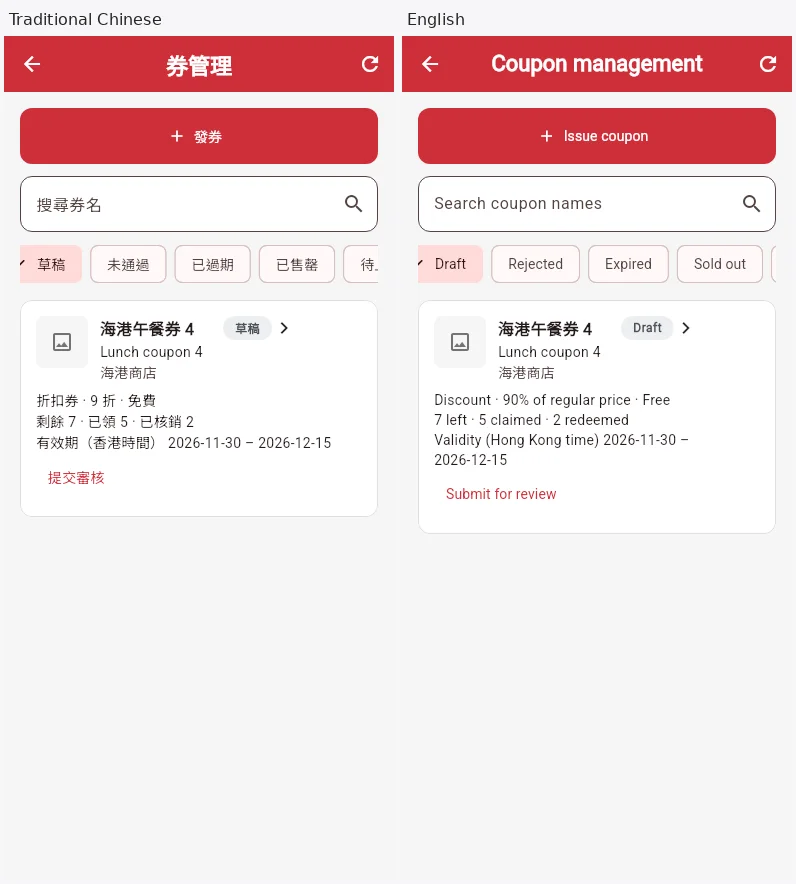 Traditional Chinese
券管理
+ 發券
搜尋券名
草稿
未通過
已過期
已售罄
待
海港午餐券 4
草稿
Lunch coupon 4
海港商店
折扣券 · 9 折 · 免費
剩餘 7 · 已領 5 · 已核銷 2
有效期（香港時間） 2026-11-30 – 2026-12-15
提交審核
English
Coupon management
+ Issue coupon
Search coupon names
Draft
Rejected
Expired
Sold out
海港午餐券 4
Draft
Lunch coupon 4
海港商店
Discount · 90% of regular price · Free
7 left · 5 claimed · 2 redeemed
Validity (Hong Kong time) 2026-11-30 –
2026-12-15
Submit for review